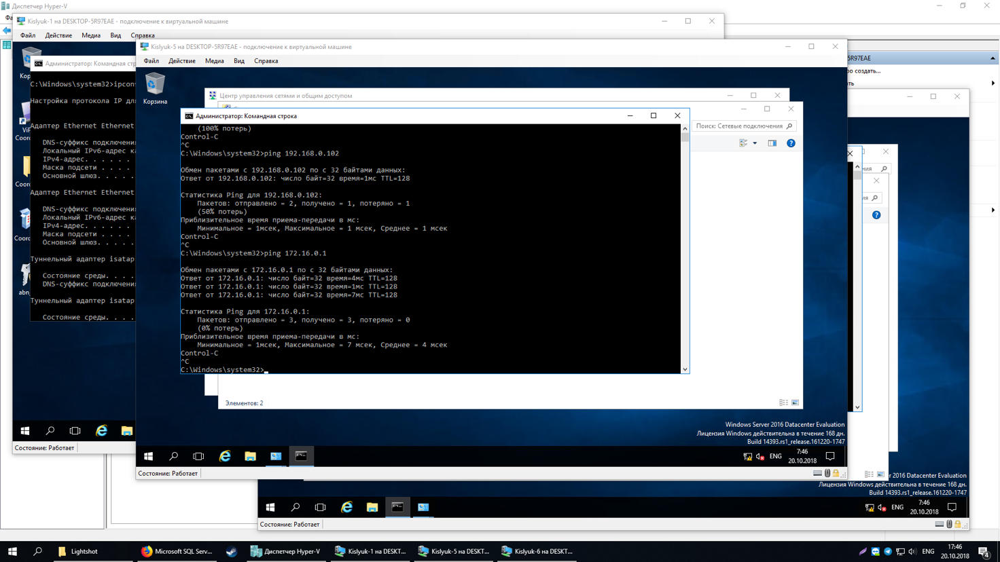 Диспетчер Hyper-V
Kislyuk-1 на DESKTOP-5R97EAE - подключение к виртуальной машине
Файл Действие Медиа Вид Справка
Администратор: Командная стр
C:\Windows\system32>ipcon
Настройка протокола IP дл
Адаптер Ethernet Ethernet
DNS-суффикс подключения
Локальный IPv6-адрес ка
IPv4-адрес. . . . . .
Маска подсети . . . .
Основной шлюз. . . . .
Адаптер Ethernet Ethernet
DNS-суффикс подключения
Локальный IPv6-адрес ка
IPv4-адрес. . . . . .
Маска подсети . . . .
Основной шлюз. . . . .
Туннельный адаптер isatap
Состояние среды. . . .
DNS-суффикс подключения
Туннельный адаптер isatap
Состояние среды. . . .
Состояние: Работает
Kislyuk-5 на DESKTOP-5R97EAE - подключение к виртуальной машине
Файл Действие Медиа Вид Справка
Корзина
Центр управления сетями и общим доступом
Поиск: Сетевые подключения
Администратор: Командная строка
(100% потерь)
Control-C
^C
C:\Windows\system32>ping 192.168.0.102
Обмен пакетами с 192.168.0.102 по с 32 байтами данных:
Ответ от 192.168.0.102: число байт=32 время=1мс TTL=128
Статистика Ping для 192.168.0.102:
Пакетов: отправлено = 2, получено = 1, потеряно = 1
(50% потерь)
Приблизительное время приема-передачи в мс:
Минимальное = 1мсек, Максимальное = 1 мсек, Среднее = 1 мсек
Control-C
^C
C:\Windows\system32>ping 172.16.0.1
Обмен пакетами с 172.16.0.1 по с 32 байтами данных:
Ответ от 172.16.0.1: число байт=32 время=4мс TTL=128
Ответ от 172.16.0.1: число байт=32 время=1мс TTL=128
Ответ от 172.16.0.1: число байт=32 время=7мс TTL=128
Статистика Ping для 172.16.0.1:
Пакетов: отправлено = 3, получено = 3, потеряно = 0
(0% потерь)
Приблизительное время приема-передачи в мс:
Минимальное = 1мсек, Максимальное = 7 мсек, Среднее = 4 мсек
Control-C
^C
C:\Windows\system32>
Элементов: 2
Windows Server 2016 Datacenter Evaluation
Лицензия Windows действительна в течение 168 дн.
Build 14393.rs1_release.161220-1747
ENG 7:46
20.10.2018
Состояние: Работает
5R97EAE
ро создать...
ть
r 2016 Datacenter Evaluation
Лицензия Windows действительна в течение 168 дн.
Build 14393.rs1_release.161220-1747
ENG 7:46
20.10.2018
Состояние: Работает
Lightshot
Microsoft SQL Serv...
Диспетчер Hyper-V
Kislyuk-1 на DESKT...
Kislyuk-5 на DESKT...
Kislyuk-6 на DESKT...
ENG 17:46
20.10.2018
4